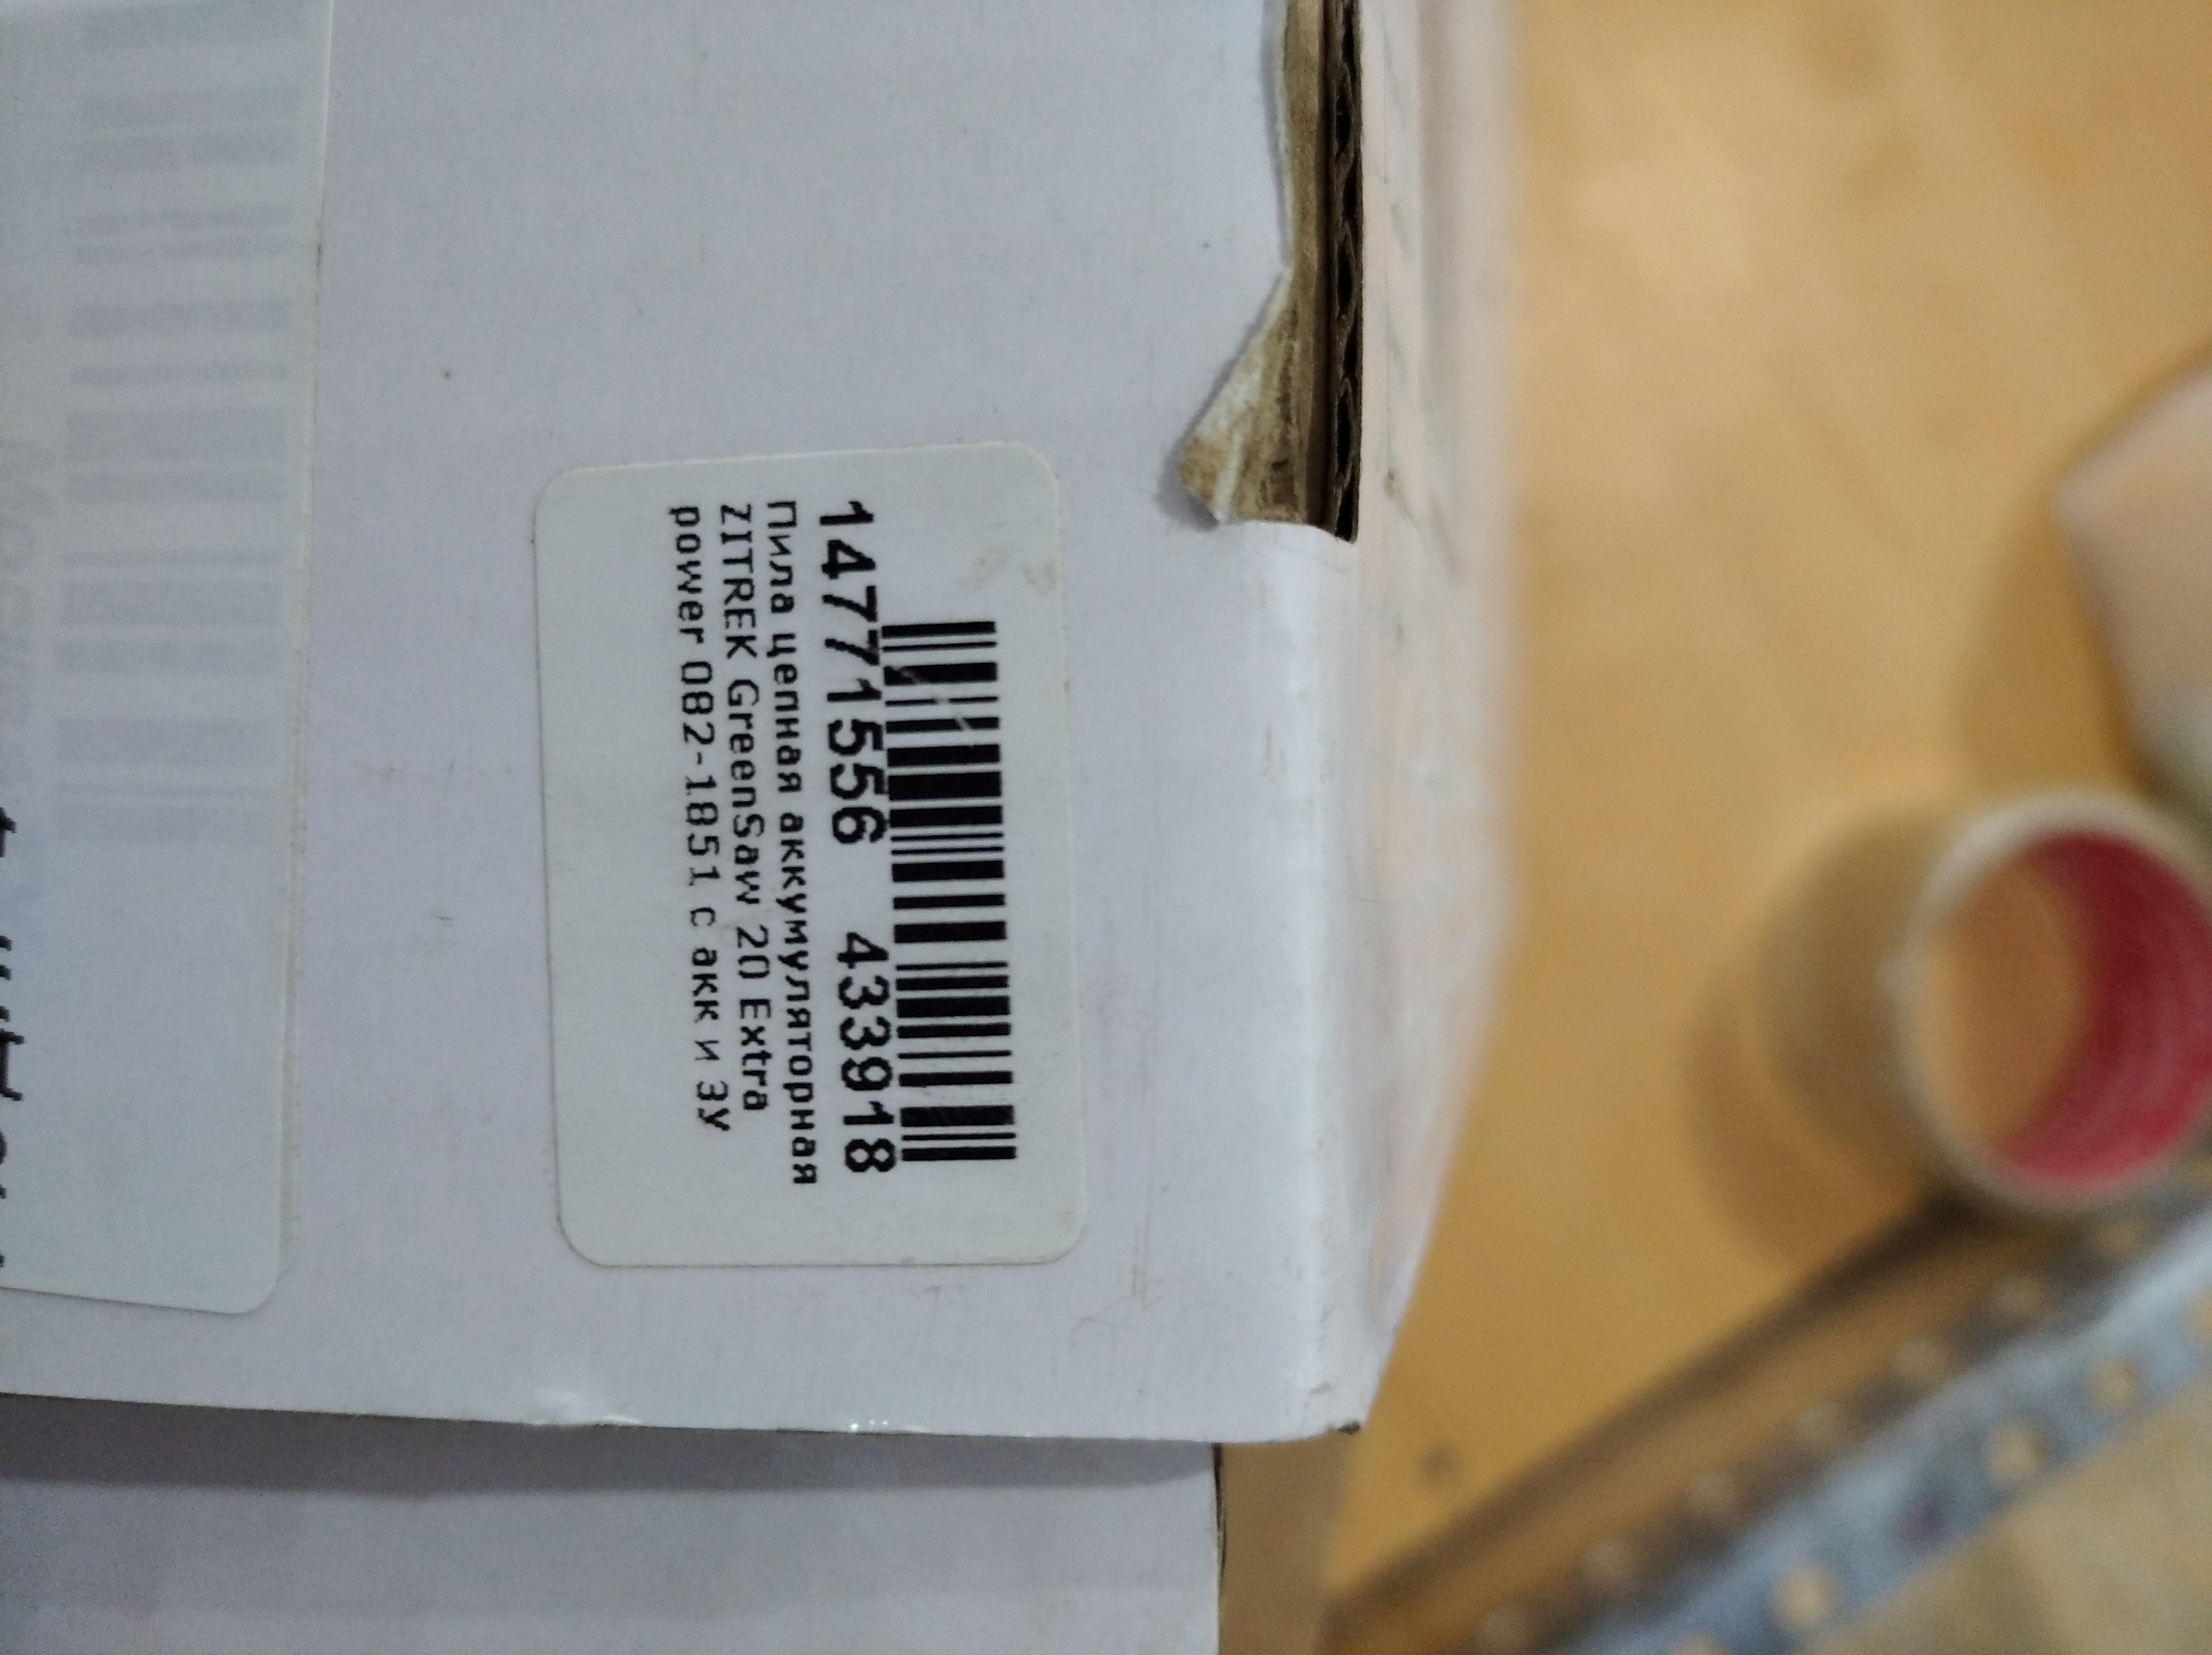 14771556 433918
Пила цепная аккумуляторная
ZITREK GreenSaw 20 Extra
power 082-1851 с акк и ЗУ